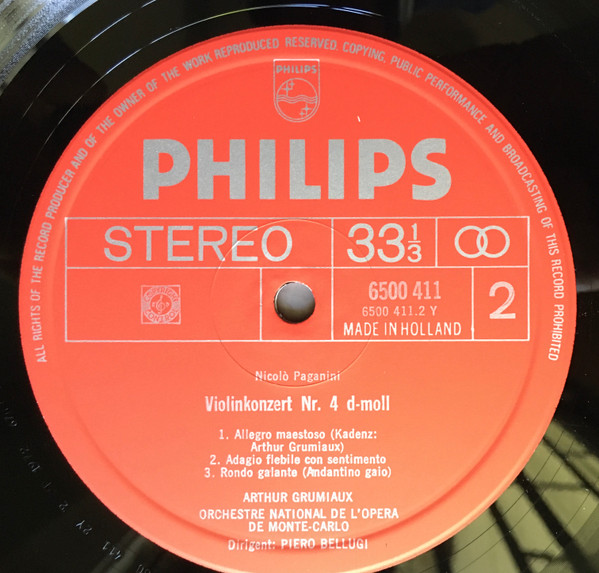 ALL RIGHTS OF THE RECORD PRODUCER AND OF THE OWNER OF THE WORK REPRODUCED RESERVED. COPYING, PUBLIC PERFORMANCE AND BROADCASTING OF THIS RECORD PROHIBITED
PHILIPS
PHILIPS
STEREO 33 1/3
6500 411
6500 411.2 Y
MADE IN HOLLAND
2
Nicolò Paganini
Violinkonzert Nr. 4 d-moll
1. Allegro maestoso (Kadenz:
Arthur Grumiaux)
2. Adagio flebile con sentimento
3. Rondo galante (Andantino gaio)
ARTHUR GRUMIAUX
ORCHESTRE NATIONAL DE L'OPERA
DE MONTE-CARLO
Dirigent: PIERO BELLUGI